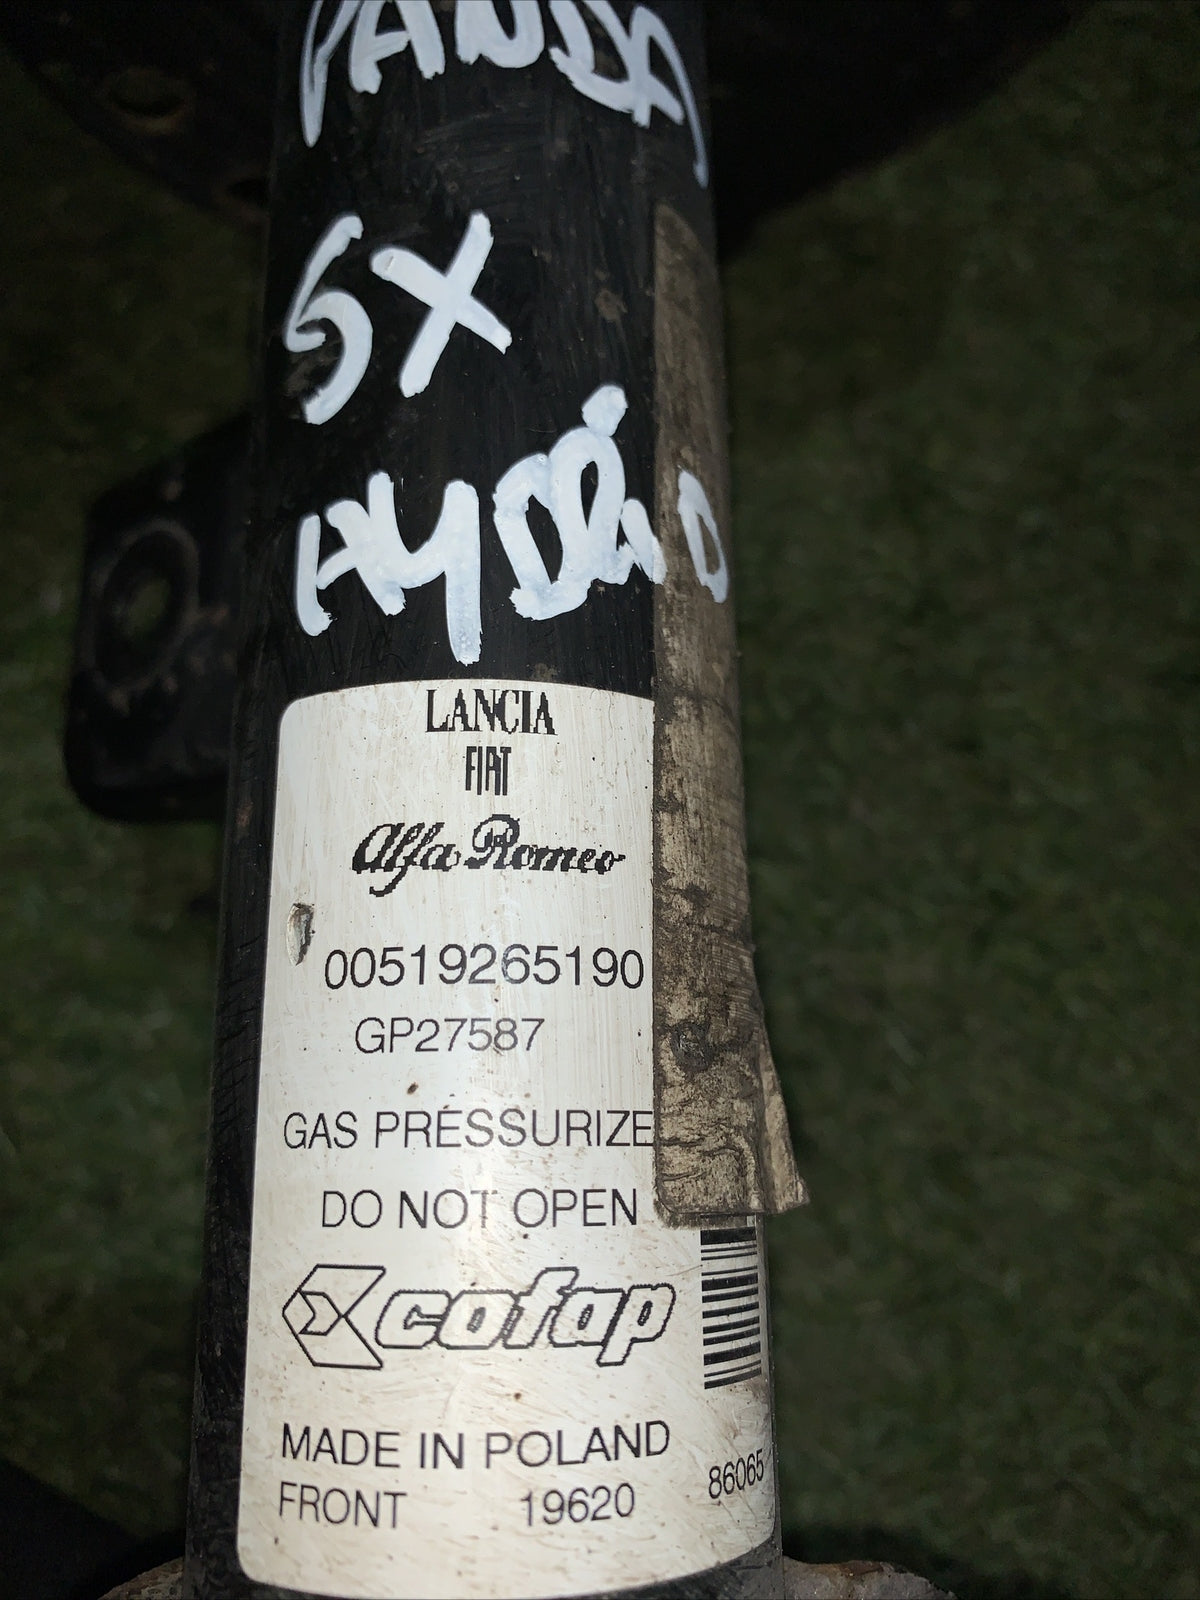 PANDA
SX
LANCIA
FIAT
Alfa Romeo
00519265190
GP27587
GAS PRESSURIZE
DO NOT OPEN
cofap
MADE IN POLAND
FRONT 19620
86065